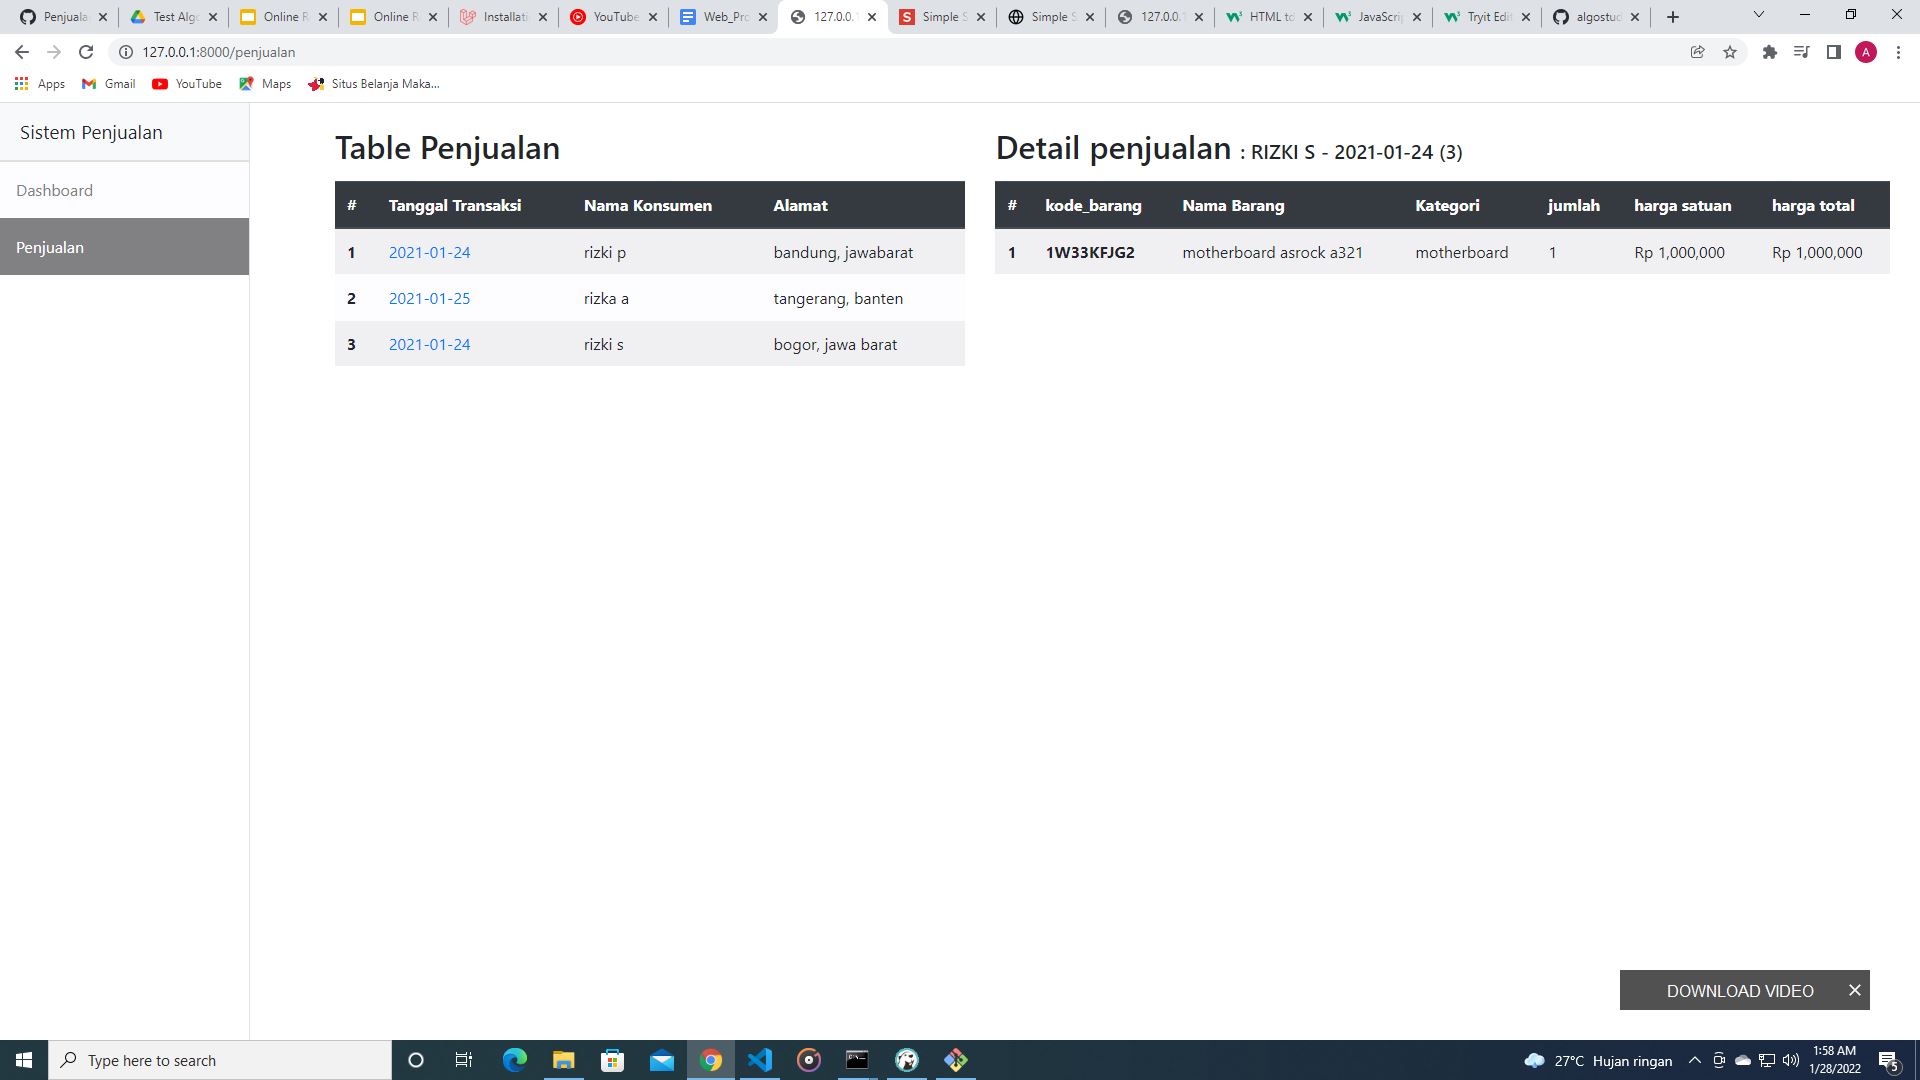 Penjuala
Test Algo
Online R
Online R
Installati
YouTube
Web_Pro
127.0.0.1
Simple S
Simple S
127.0.0.1
HTML to
JavaScrip
Tryit Edit
algostud
127.0.0.1:8000/penjualan
A
Apps
Gmail
YouTube
Maps
Situs Belanja Maka...
Sistem Penjualan
Dashboard
Penjualan
Table Penjualan
# Tanggal Transaksi Nama Konsumen Alamat
1 2021-01-24 rizki p bandung, jawabarat
2 2021-01-25 rizka a tangerang, banten
3 2021-01-24 rizki s bogor, jawa barat
Detail penjualan : RIZKI S - 2021-01-24 (3)
# kode_barang Nama Barang Kategori jumlah harga satuan harga total
1 1W33KFJG2 motherboard asrock a321 motherboard 1 Rp 1,000,000 Rp 1,000,000
DOWNLOAD VIDEO
Type here to search
27°C Hujan ringan
1:58 AM
1/28/2022
5